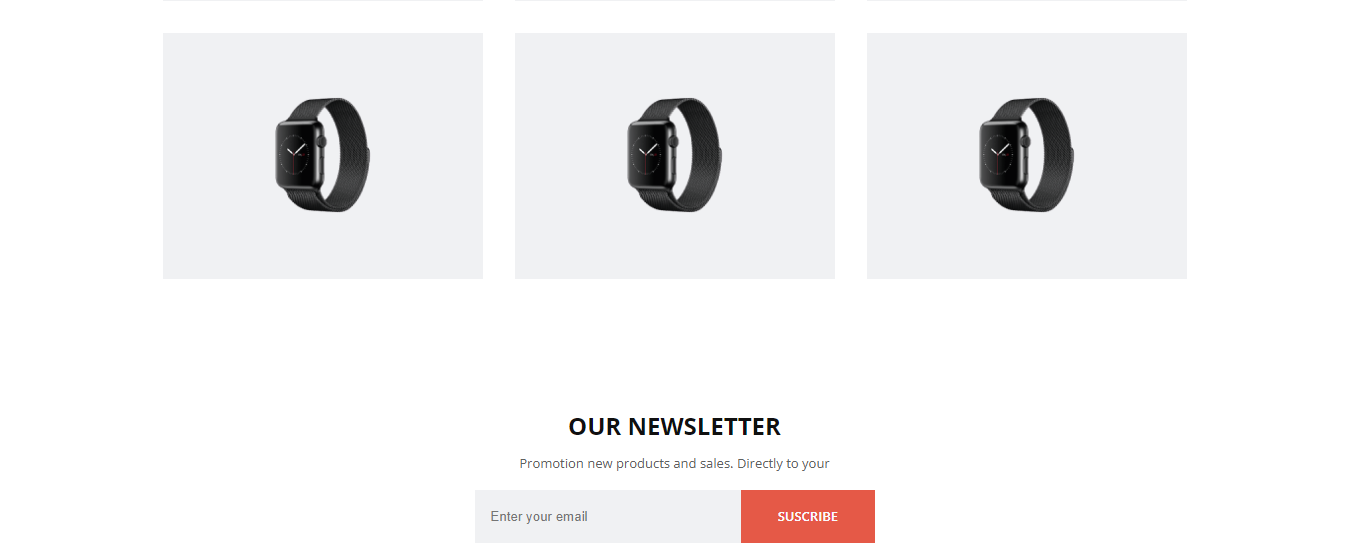 OUR NEWSLETTER
Promotion new products and sales. Directly to your
Enter your email
SUSCRIBE